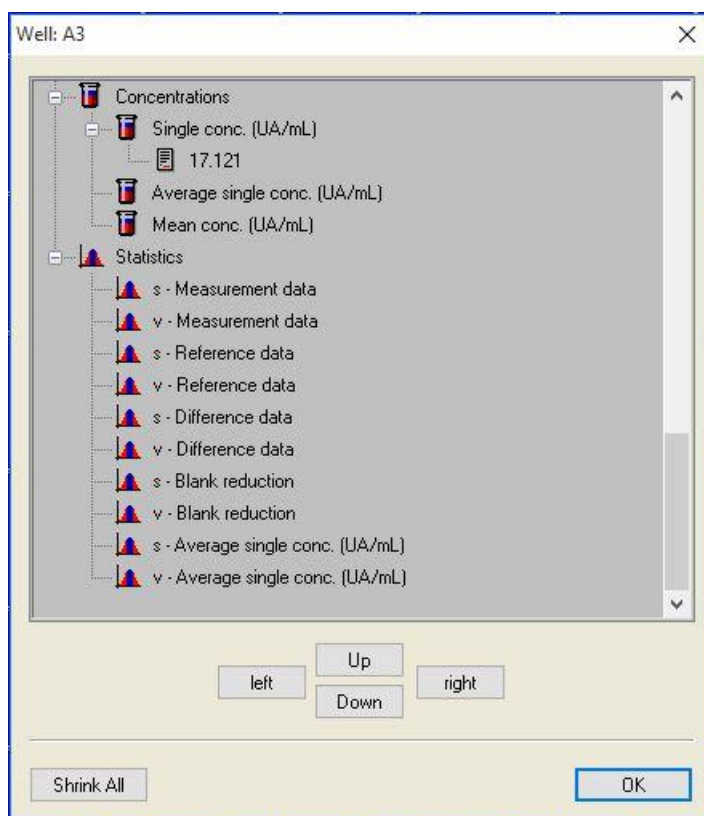 Well: A3
Concentrations
Single conc. (UA/mL)
17.121
Average single conc. (UA/mL)
Mean conc. (UA/mL)
Statistics
s - Measurement data
v - Measurement data
s - Reference data
v - Reference data
s - Difference data
v - Difference data
s - Blank reduction
v - Blank reduction
s - Average single conc. (UA/mL)
v - Average single conc. (UA/mL)
Up
left
right
Down
Shrink All
OK